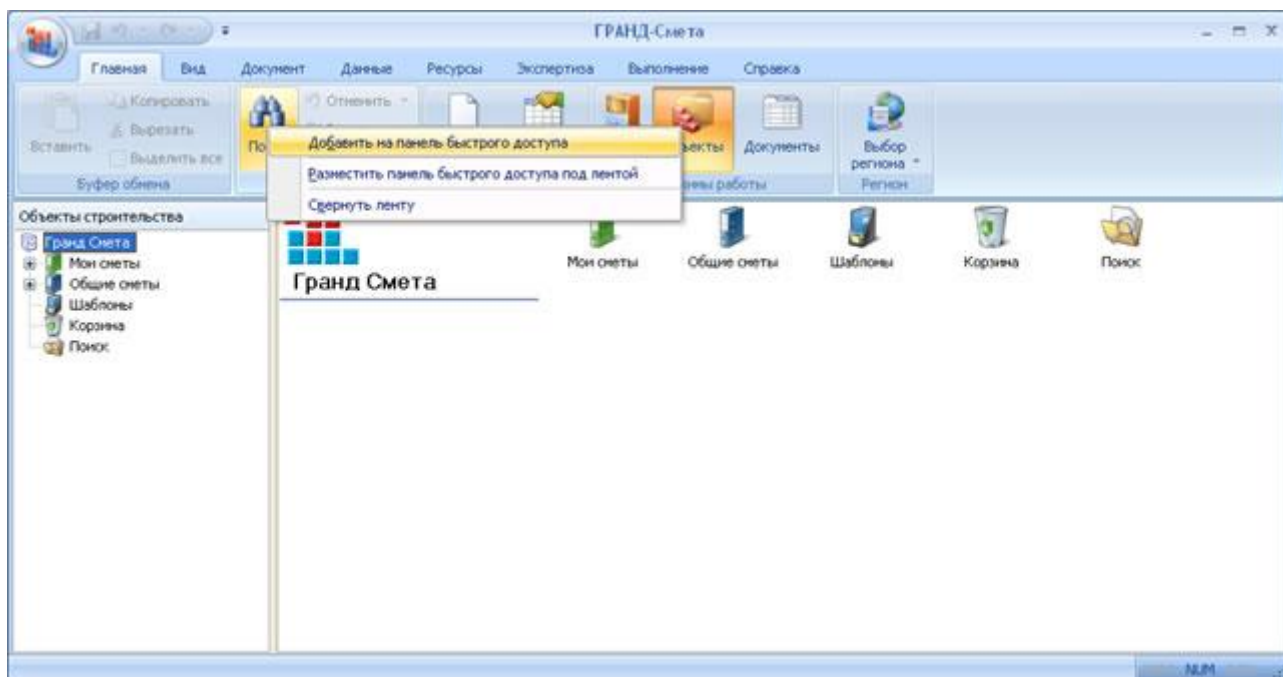 ГРАНД-Смета
Главная Вид Документ Данные Ресурсы Экспертиза Выполнение Справка
Вставить
Копировать
Вырезать
Выделить все
Буфер обмена
Отменить
Документы
Выбор
региона
Регион
Добавить на панель быстрого доступа
Разместить панель быстрого доступа под лентой
Свернуть ленту
Объекты строительства
Гранд Смета
Мои сметы
Общие сметы
Шаблоны
Корзина
Поиск
Гранд Смета
Мои сметы Общие сметы Шаблоны Корзина Поиск
NUM